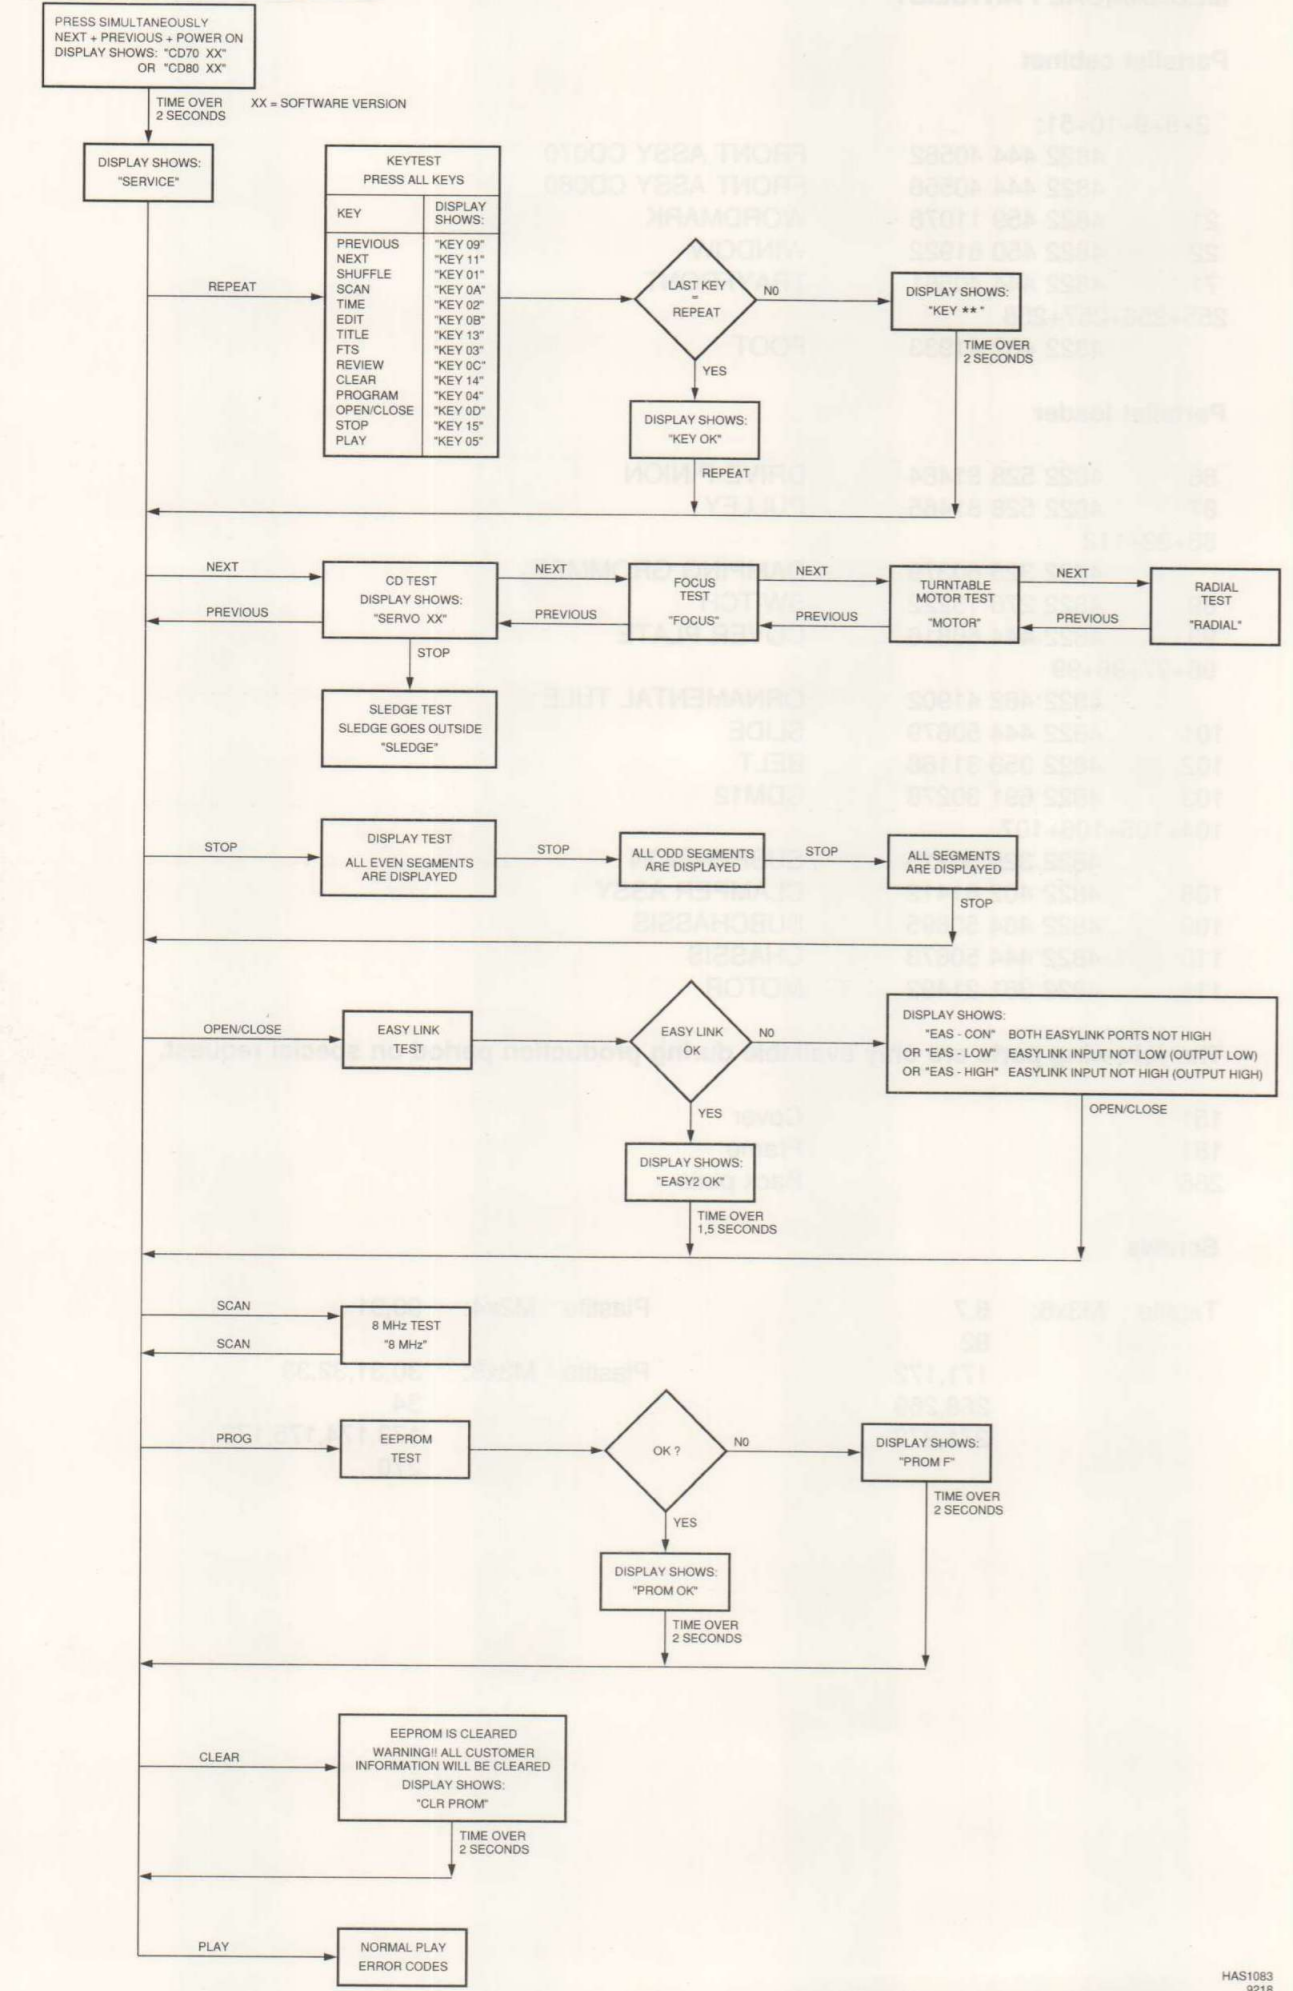 PRESS SIMULTANEOUSLY
NEXT + PREVIOUS + POWER ON
DISPLAY SHOWS: "CD70 XX"
OR "CD80 XX"
TIME OVER
2 SECONDS
XX = SOFTWARE VERSION
DISPLAY SHOWS:
"SERVICE"
REPEAT
KEYTEST
PRESS ALL KEYS
KEY DISPLAY SHOWS:
PREVIOUS "KEY 09"
NEXT "KEY 11"
SHUFFLE "KEY 01"
SCAN "KEY 0A"
TIME "KEY 02"
EDIT "KEY 0B"
TITLE "KEY 13"
FTS "KEY 03"
REVIEW "KEY 0C"
CLEAR "KEY 14"
PROGRAM "KEY 04"
OPEN/CLOSE "KEY 0D"
STOP "KEY 15"
PLAY "KEY 05"
LAST KEY
=
REPEAT
N0
DISPLAY SHOWS:
"KEY ** "
TIME OVER
2 SECONDS
YES
DISPLAY SHOWS:
"KEY OK"
REPEAT
NEXT
PREVIOUS
CD TEST
DISPLAY SHOWS:
"SERVO XX"
NEXT
PREVIOUS
FOCUS
TEST
"FOCUS"
NEXT
PREVIOUS
TURNTABLE
MOTOR TEST
"MOTOR"
NEXT
PREVIOUS
RADIAL
TEST
"RADIAL"
STOP
SLEDGE TEST
SLEDGE GOES OUTSIDE
"SLEDGE"
STOP
DISPLAY TEST
ALL EVEN SEGMENTS
ARE DISPLAYED
STOP
ALL ODD SEGMENTS
ARE DISPLAYED
STOP
ALL SEGMENTS
ARE DISPLAYED
STOP
OPEN/CLOSE
EASY LINK
TEST
EASY LINK
OK
N0
DISPLAY SHOWS:
"EAS - CON" BOTH EASYLINK PORTS NOT HIGH
OR "EAS - LOW" EASYLINK INPUT NOT LOW (OUTPUT LOW)
OR "EAS - HIGH" EASYLINK INPUT NOT HIGH (OUTPUT HIGH)
OPEN/CLOSE
YES
DISPLAY SHOWS:
"EASY2 OK"
TIME OVER
1,5 SECONDS
SCAN
8 MHz TEST
"8 MHz"
SCAN
PROG
EEPROM
TEST
OK ?
N0
DISPLAY SHOWS:
"PROM F"
TIME OVER
2 SECONDS
YES
DISPLAY SHOWS:
"PROM OK"
TIME OVER
2 SECONDS
CLEAR
EEPROM IS CLEARED
WARNING!! ALL CUSTOMER
INFORMATION WILL BE CLEARED
DISPLAY SHOWS:
"CLR PROM"
TIME OVER
2 SECONDS
PLAY
NORMAL PLAY
ERROR CODES
HAS1083
9218